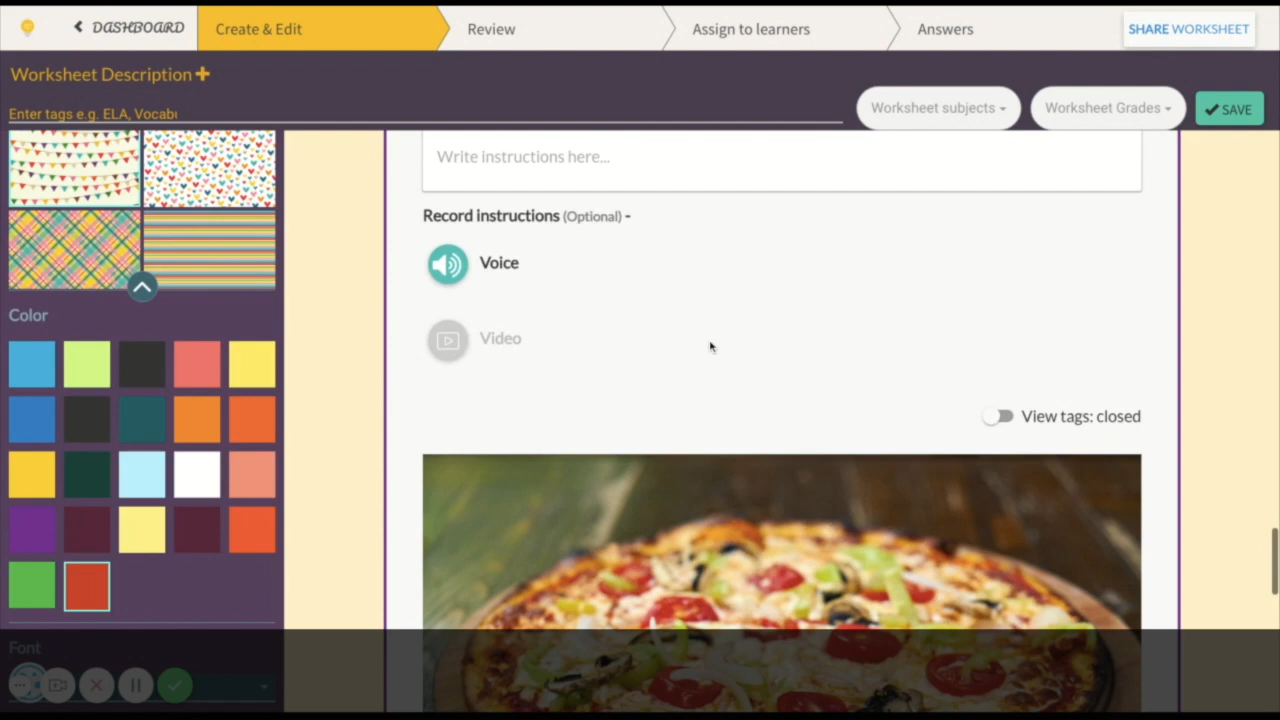 DASHBOARD
Create & Edit
Review
Assign to learners
Answers
SHARE WORKSHEET
Worksheet Description +
Enter tags e.g. ELA, Vocabu
Worksheet subjects
Worksheet Grades
SAVE
Write instructions here...
Record instructions (Optional) -
Voice
Color
Video
View tags: closed
Font